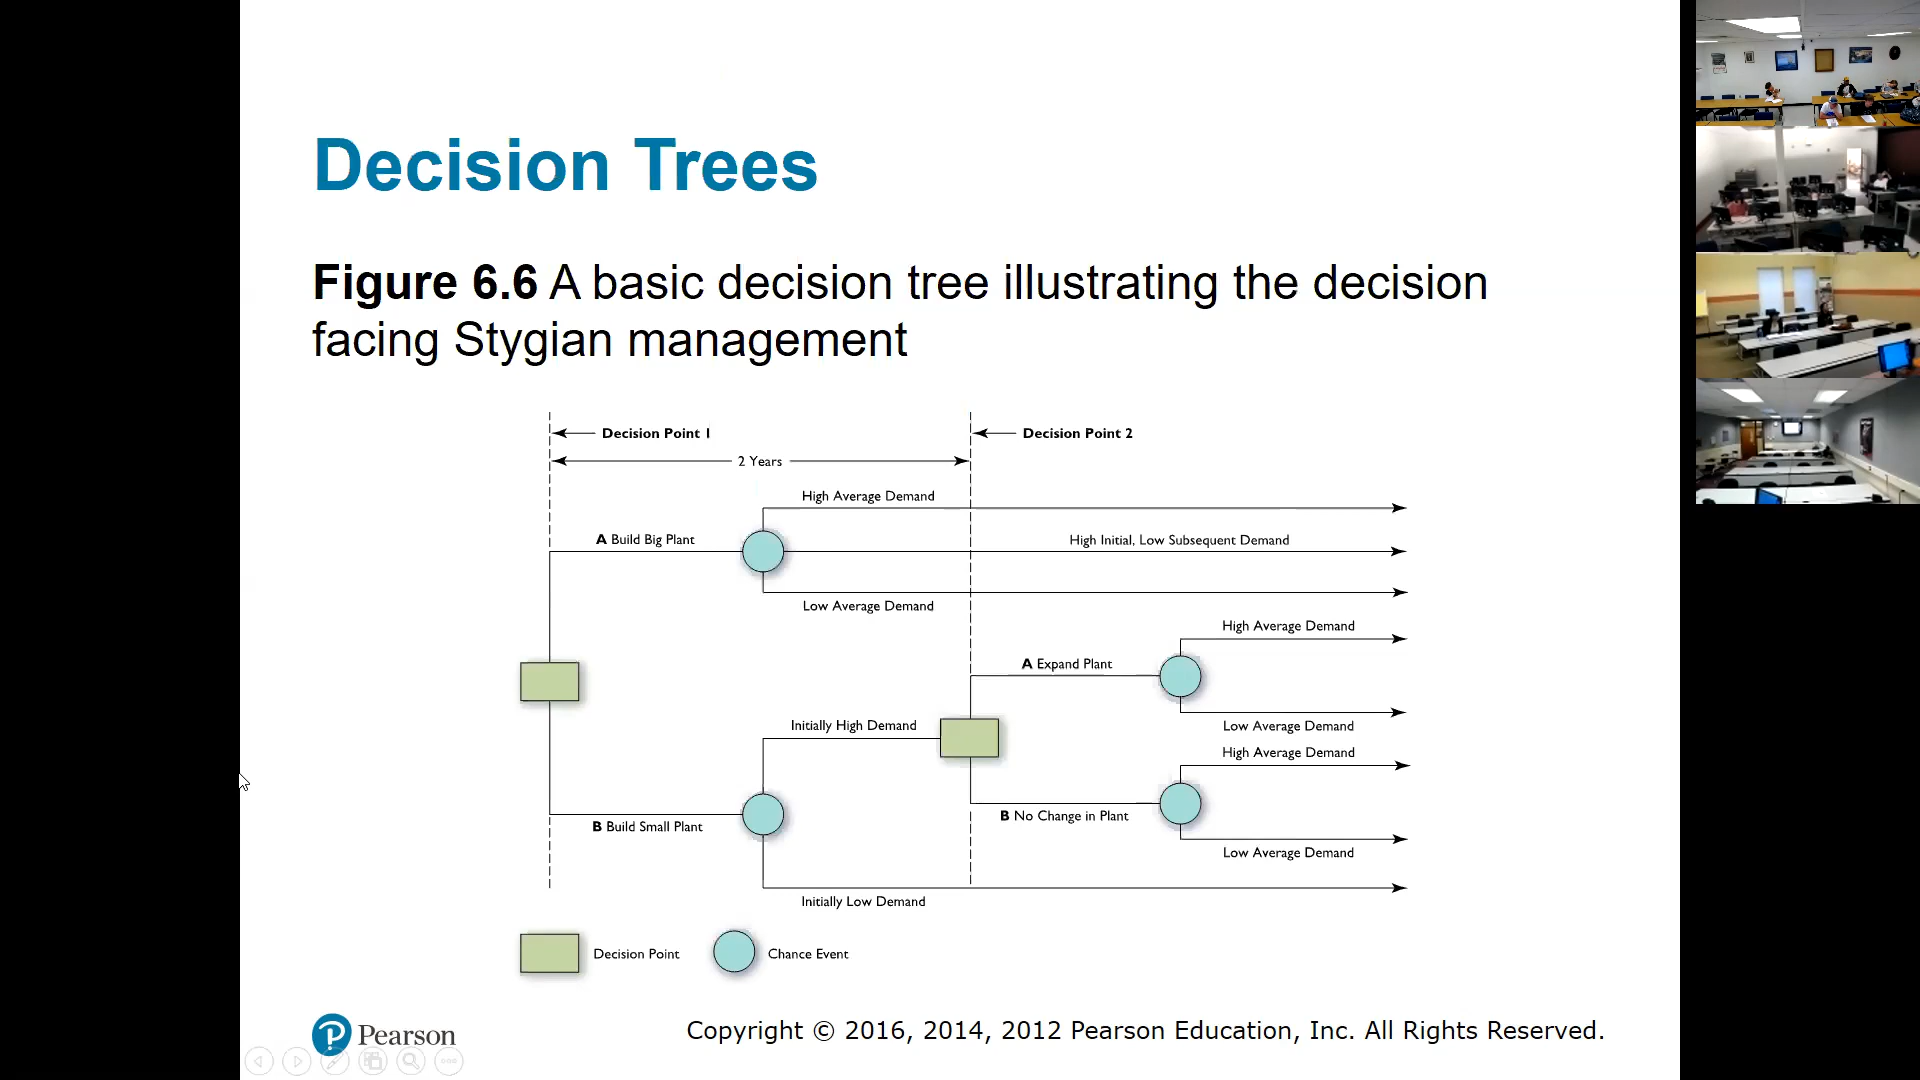 Decision Trees
Figure 6.6 A basic decision tree illustrating the decision
facing Stygian management
Decision Point 1
Decision Point 2
2 Years
High Average Demand
A Build Big Plant
High Initial, Low Subsequent Demand
Low Average Demand
High Average Demand
A Expand Plant
Initially High Demand
Low Average Demand
High Average Demand
B No Change in Plant
B Build Small Plant
Low Average Demand
Initially Low Demand
Decision Point
Chance Event
Pearson
Copyright © 2016, 2014, 2012 Pearson Education, Inc. All Rights Reserved.